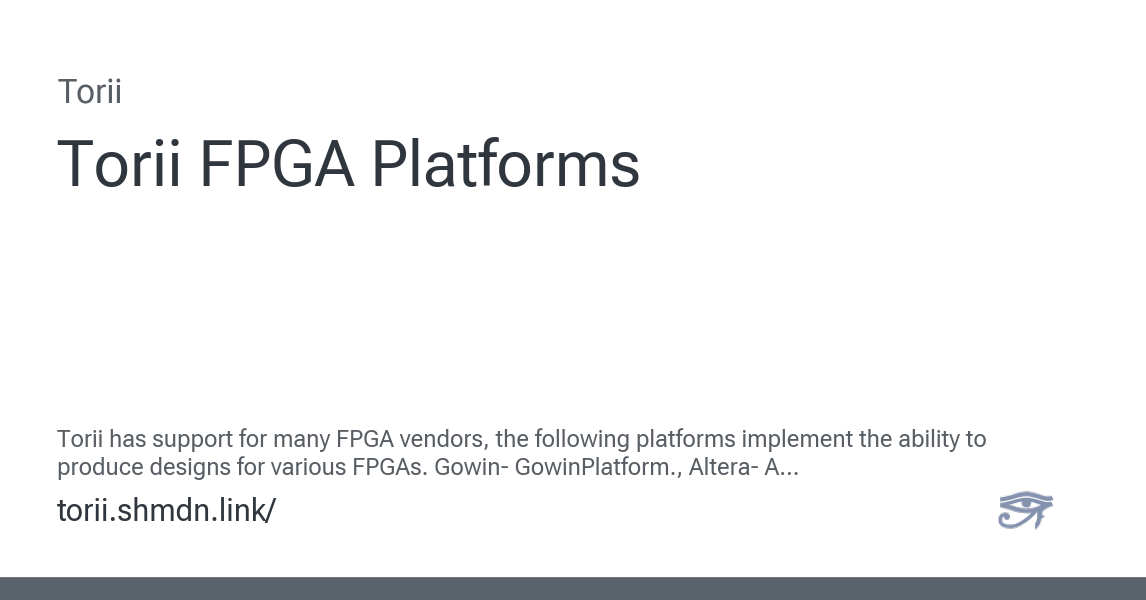 Torii
Torii FPGA Platforms
Torii has support for many FPGA vendors, the following platforms implement the ability to
produce designs for various FPGAs. Gowin- GowinPlatform., Altera- A...
torii.shmdn.link/